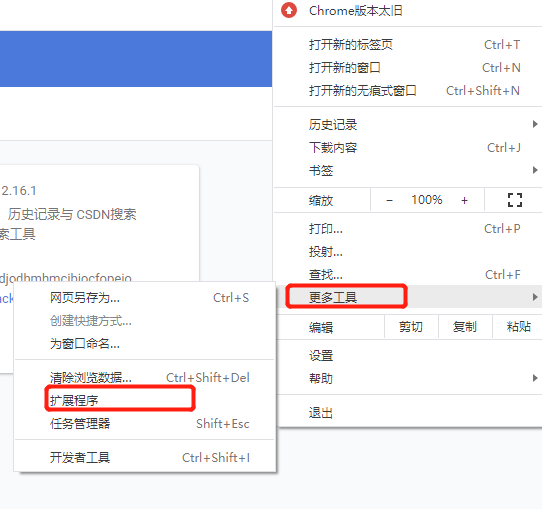 Chrome版本太旧
打开新的标签页 Ctrl+T
打开新的窗口 Ctrl+N
打开新的无痕式窗口 Ctrl+Shift+N
历史记录
下载内容 Ctrl+J
书签
缩放 − 100% +
打印... Ctrl+P
投射...
查找... Ctrl+F
更多工具
编辑 剪切 复制 粘贴
设置
帮助
退出
2.16.1
历史记录与 CSDN搜索
索工具
网页另存为... Ctrl+S
创建快捷方式...
为窗口命名...
清除浏览数据... Ctrl+Shift+Del
扩展程序
任务管理器 Shift+Esc
开发者工具 Ctrl+Shift+I